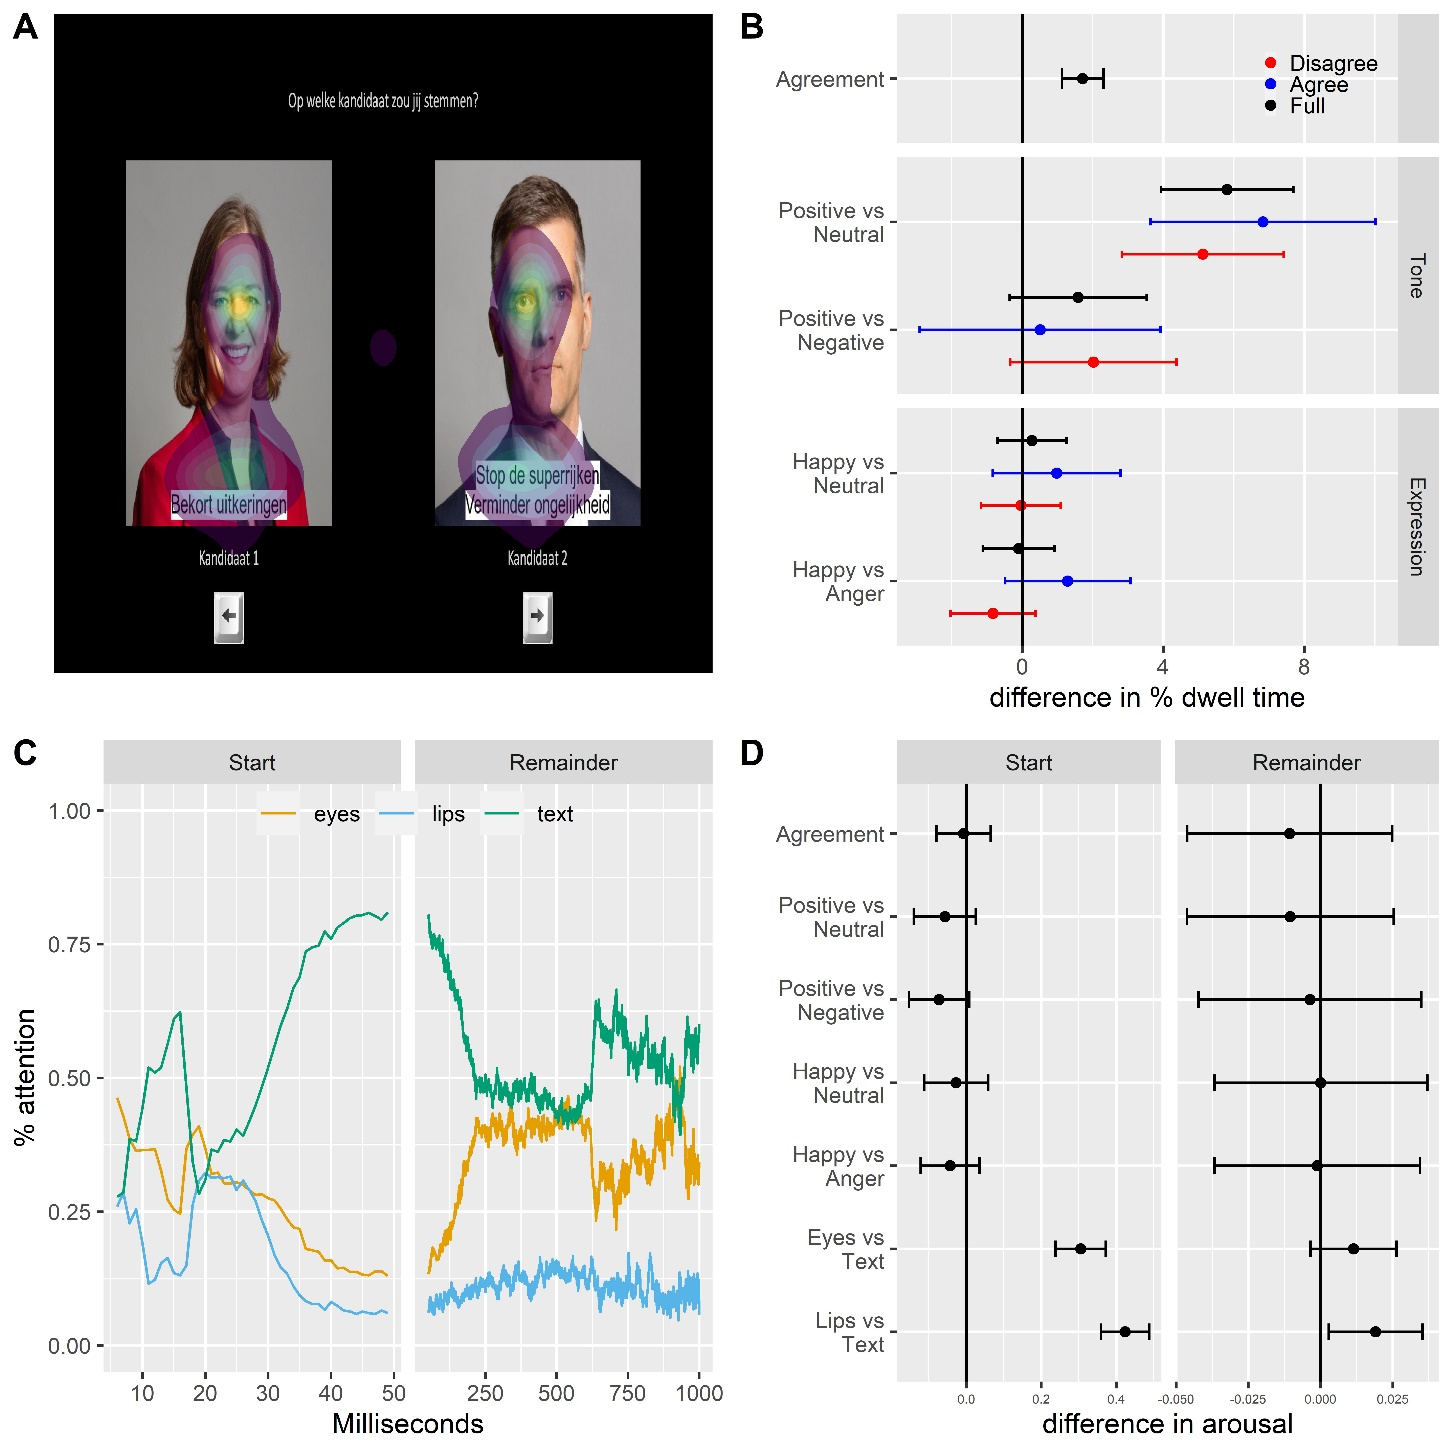 A
Op welke kandidaat zou jij stemmen?
Bekort uitkeringen
Stop de superrijken
Verminder ongelijkheid
Kandidaat 1
Kandidaat 2
B
Disagree
Agree
Full
Agreement
Positive vs
Neutral
Positive vs
Negative
Tone
Happy vs
Neutral
Happy vs
Anger
Expression
0 4 8
difference in % dwell time
C
Start
Remainder
eyes lips text
1.00
0.75
0.50
0.25
0.00
% attention
10 20 30 40 50
250 500 750 1000
Milliseconds
D
Start
Remainder
Agreement
Positive vs
Neutral
Positive vs
Negative
Happy vs
Neutral
Happy vs
Anger
Eyes vs
Text
Lips vs
Text
0.0 0.2 0.4
-0.050 -0.025 0.000 0.025
difference in arousal